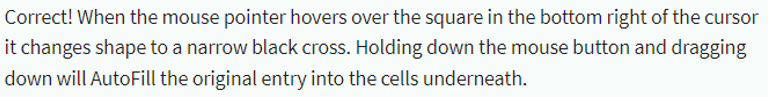 Correct! When the mouse pointer hovers over the square in the bottom right of the cursor
it changes shape to a narrow black cross. Holding down the mouse button and dragging
down will AutoFill the original entry into the cells underneath.